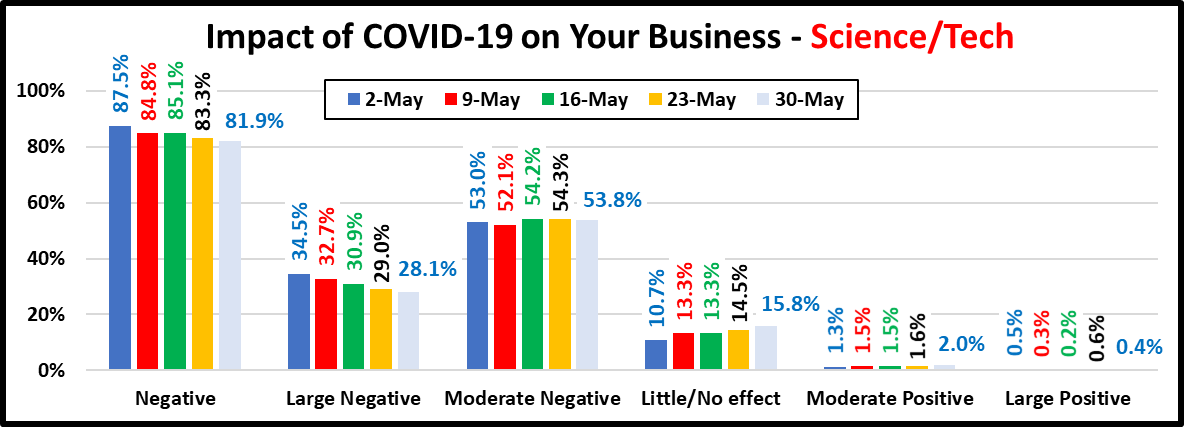 Impact of COVID-19 on Your Business - Science/Tech
2-May 9-May 16-May 23-May 30-May
100%
80%
60%
40%
20%
0%
87.5% 84.8% 85.1% 83.3% 81.9%
34.5% 32.7% 30.9% 29.0% 28.1%
53.0% 52.1% 54.2% 54.3% 53.8%
10.7% 13.3% 13.3% 14.5% 15.8%
1.3% 1.5% 1.5% 1.6% 2.0%
0.5% 0.3% 0.2% 0.6% 0.4%
Negative Large Negative Moderate Negative Little/No effect Moderate Positive Large Positive